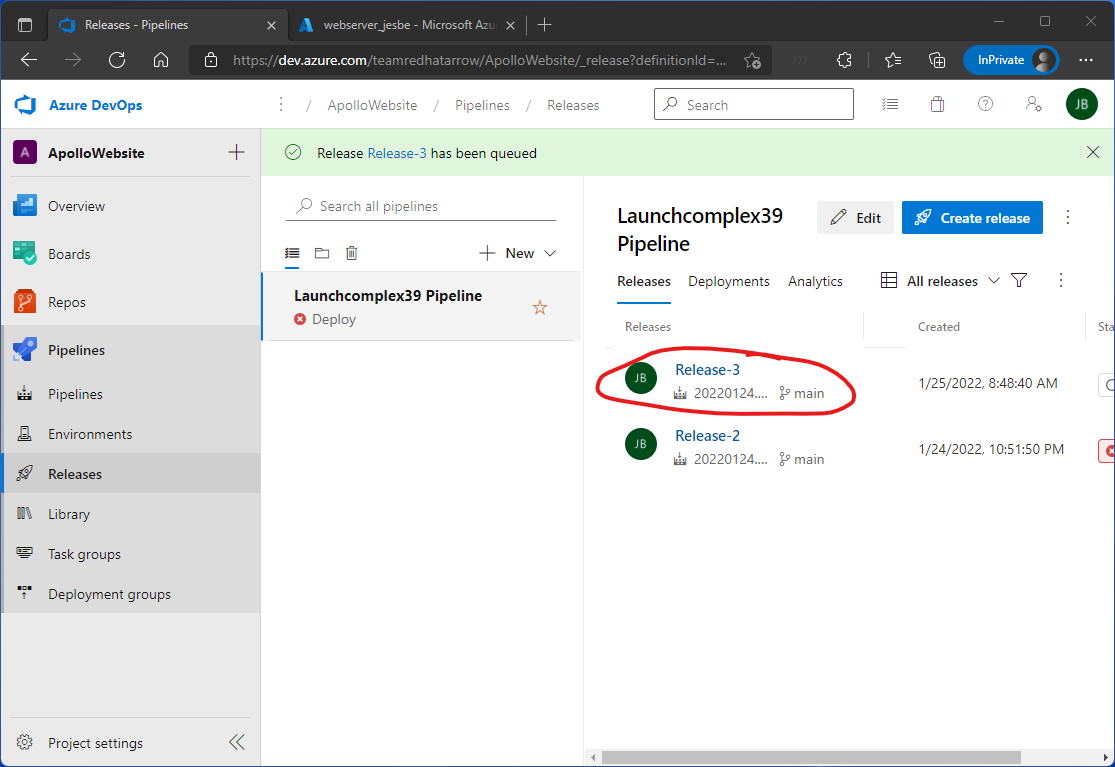 Releases - Pipelines
webserver_jesbe - Microsoft Azu
https://dev.azure.com/teamredhatarrow/ApolloWebsite/_release?definitionId=...
InPrivate
Azure DevOps
/ ApolloWebsite / Pipelines / Releases
Search
JB
A
ApolloWebsite
Release Release-3 has been queued
Overview
Boards
Repos
Pipelines
Pipelines
Environments
Releases
Library
Task groups
Deployment groups
Project settings
Search all pipelines
New
Launchcomplex39 Pipeline
Deploy
Launchcomplex39
Pipeline
Edit
Create release
Releases Deployments Analytics All releases
Releases Created Sta
JB Release-3 1/25/2022, 8:48:40 AM
20220124.... main
JB Release-2 1/24/2022, 10:51:50 PM
20220124.... main